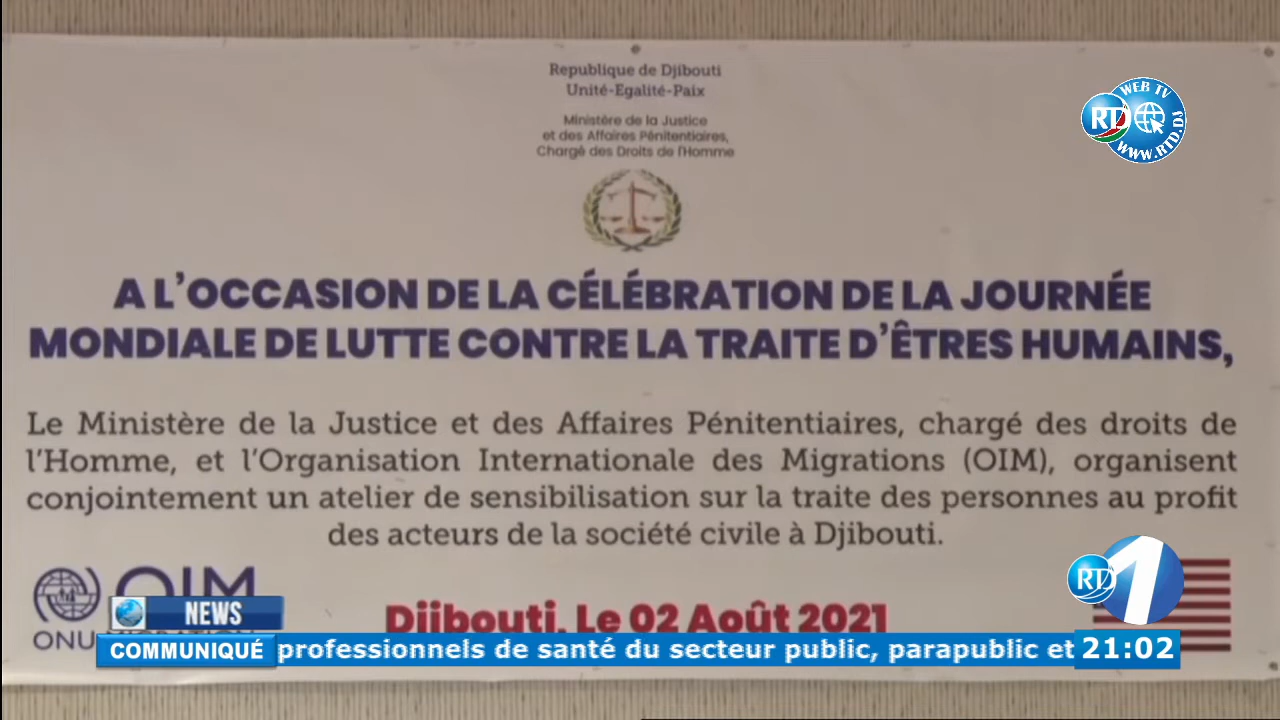 Republique de Djibouti
Unité-Egalité-Paix
Ministère de la Justice
et des Affaires Pénitentiaires,
Chargé des Droits de l'Homme
WEB TV
RTD
WWW.RTD.DJ
A L'OCCASION DE LA CÉLÉBRATION DE LA JOURNÉE
MONDIALE DE LUTTE CONTRE LA TRAITE D'ÊTRES HUMAINS,
Le Ministère de la Justice et des Affaires Pénitentiaires, chargé des droits de
l'Homme, et l'Organisation Internationale des Migrations (OIM), organisent
conjointement un atelier de sensibilisation sur la traite des personnes au profit
des acteurs de la société civile à Djibouti.
OIM
ONU
Djibouti, Le 02 Août 2021
RTD 1
NEWS
COMMUNIQUÉ professionnels de santé du secteur public, parapublic et 21:02